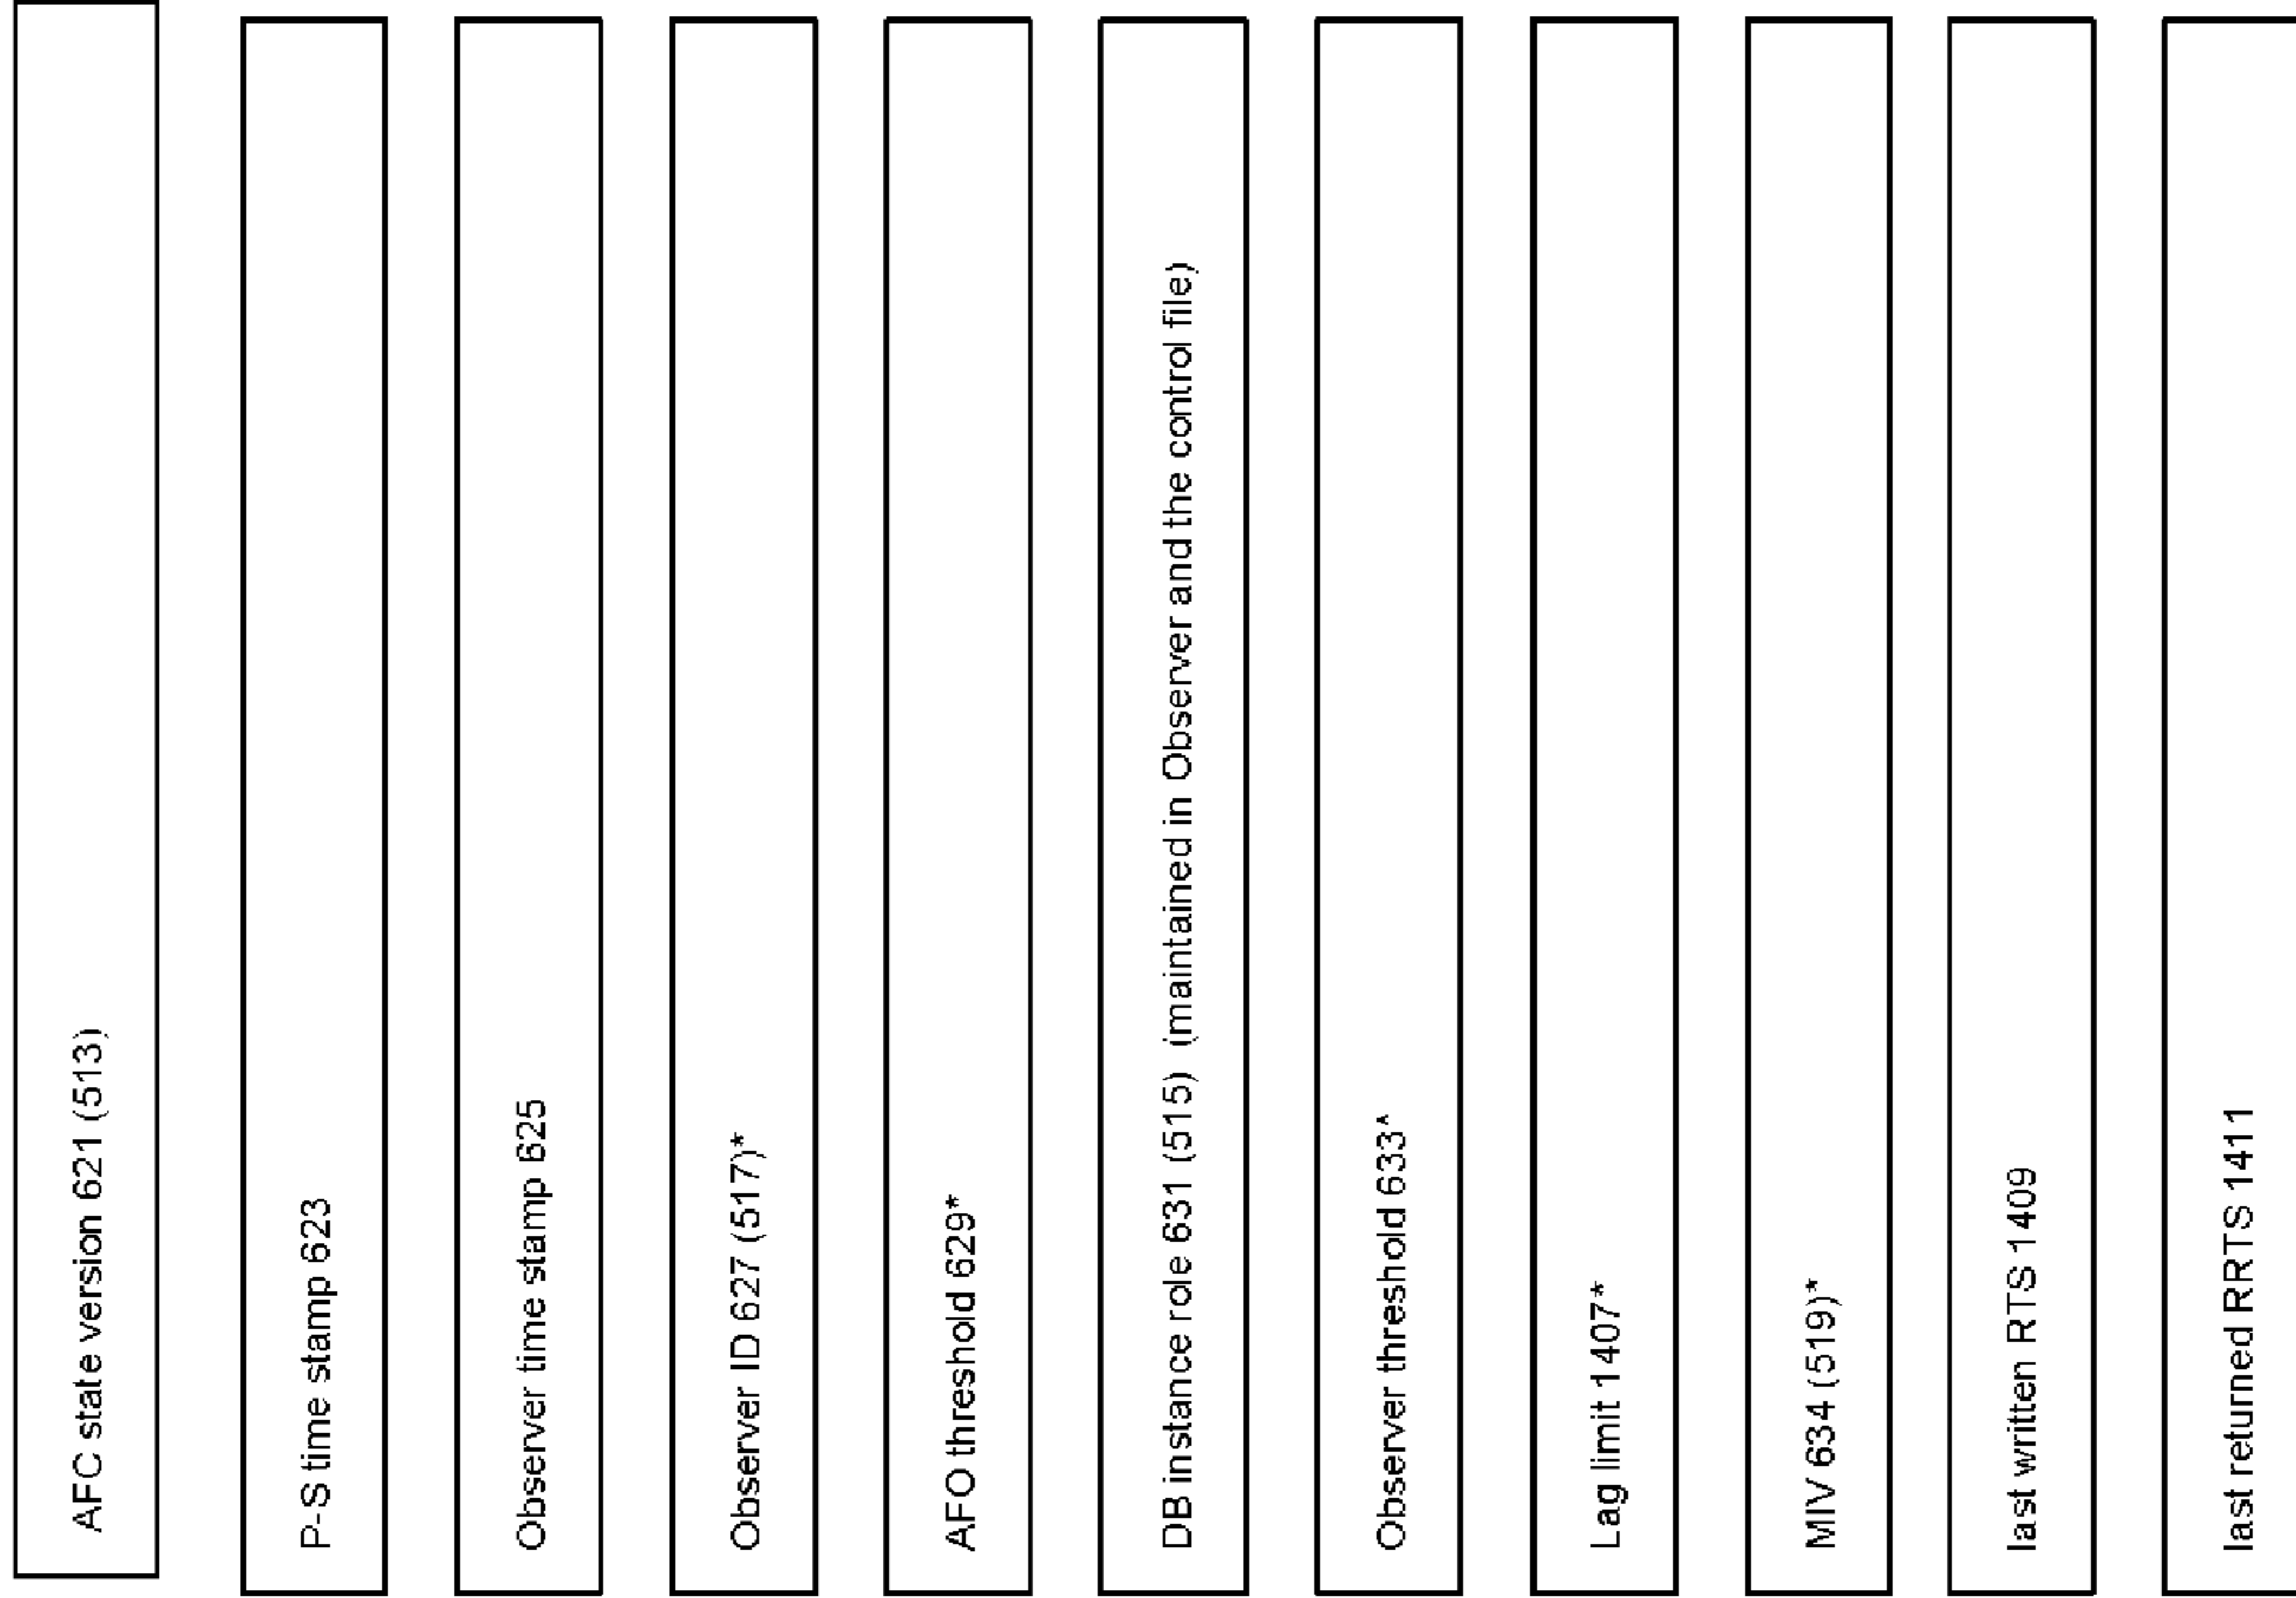 AFC state version 621 (513)
P-S time stamp 623
Observer time stamp 625
Observer ID 627 (517)*
AFO threshold 629*
DB instance role 631 (515) (maintained in Observer and the control file)
Observer threshold 633^
Lag limit 1407*
MIV 634 (519)*
last written RTS 1409
last returned RRTS 1411